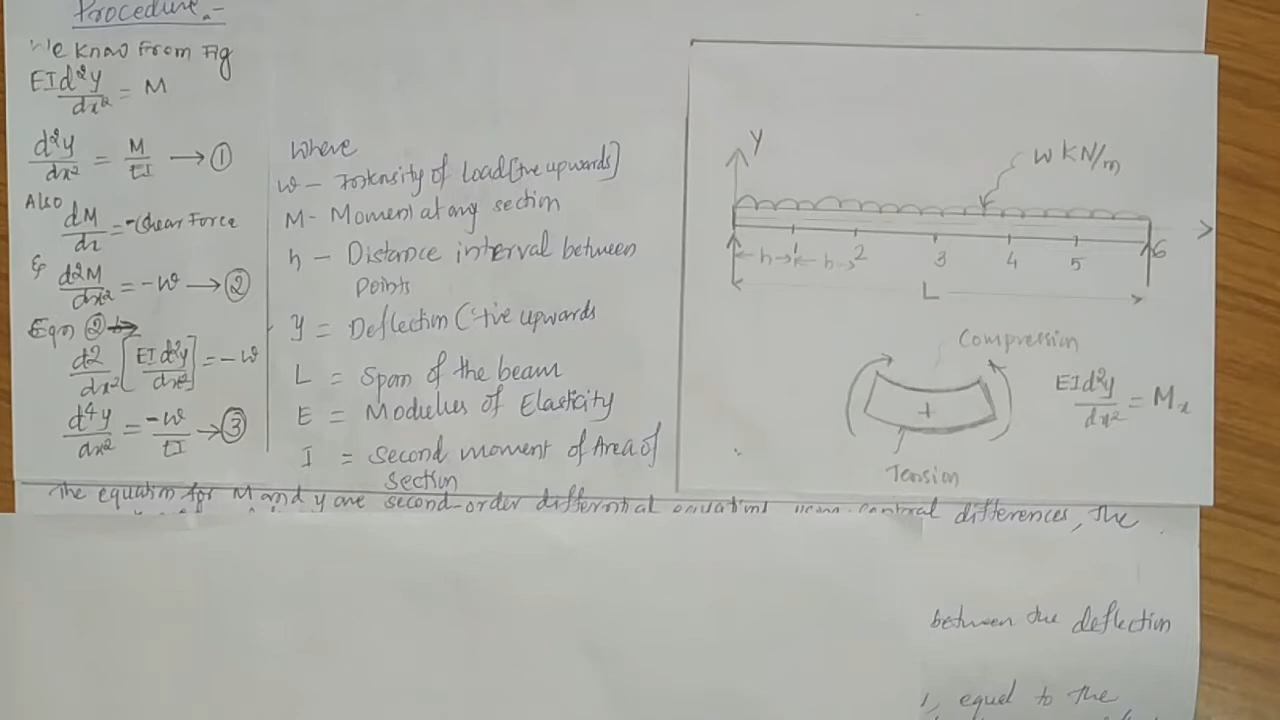 Procedure:-
We Know From Fig
EI d²y/dx² = M
d²y/dx² = M/EI → ①
Also
dM/dx = -(Shear Force
& d2M/dx² = -w → ②
Eqn ② →
d2/dx² [EI d²y/dx²] = -w
d⁴y/dx² = -w/EI → ③
where
w - Intensity of Load [+ve upwards]
M - Moment at any section
h - Distance interval between
Points
y = Deflection (+ve upwards
L = Span of the beam
E = Modulus of Elasticity
I = Second moment of Area of
Section
The equation for M and y are second-order differential equations central differences, the
between the deflection
equal to the
Y
W KN/m
h h 1 2 3 4 5 6
L
Compression
+
Tension
EI d²y/dx² = Mx